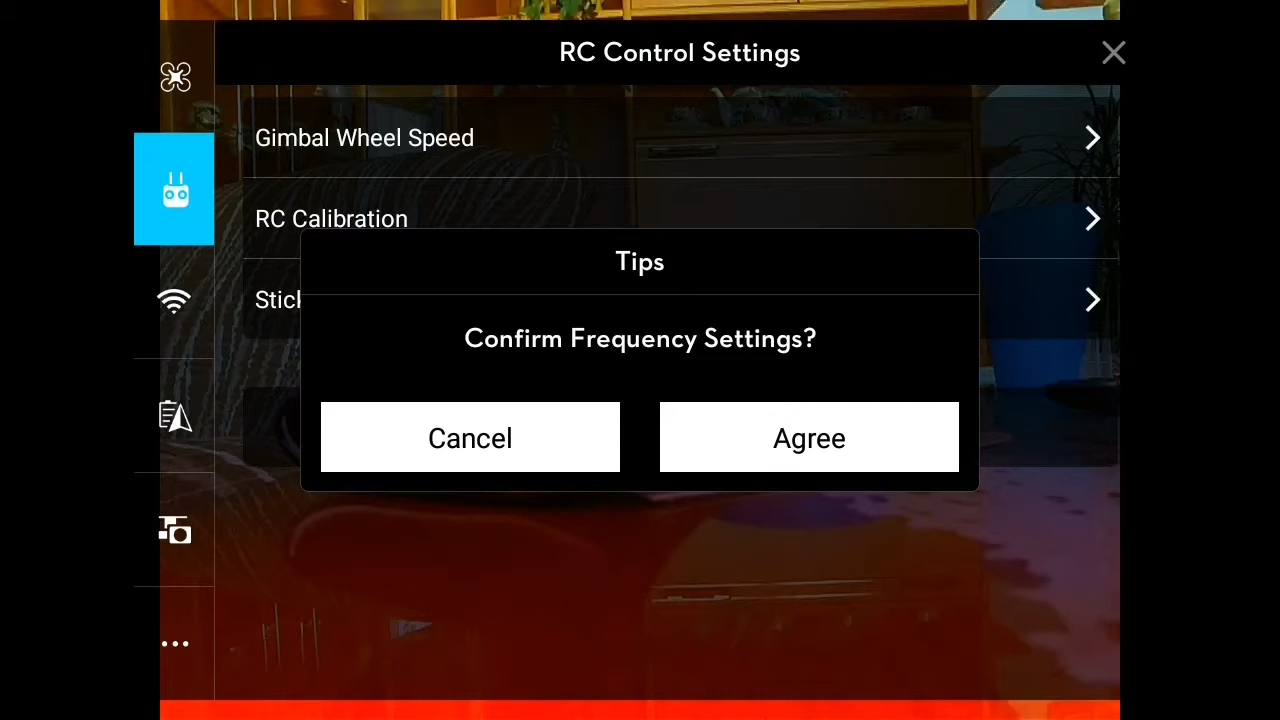 RC Control Settings
Gimbal Wheel Speed
RC Calibration
Tips
Confirm Frequency Settings?
Cancel
Agree